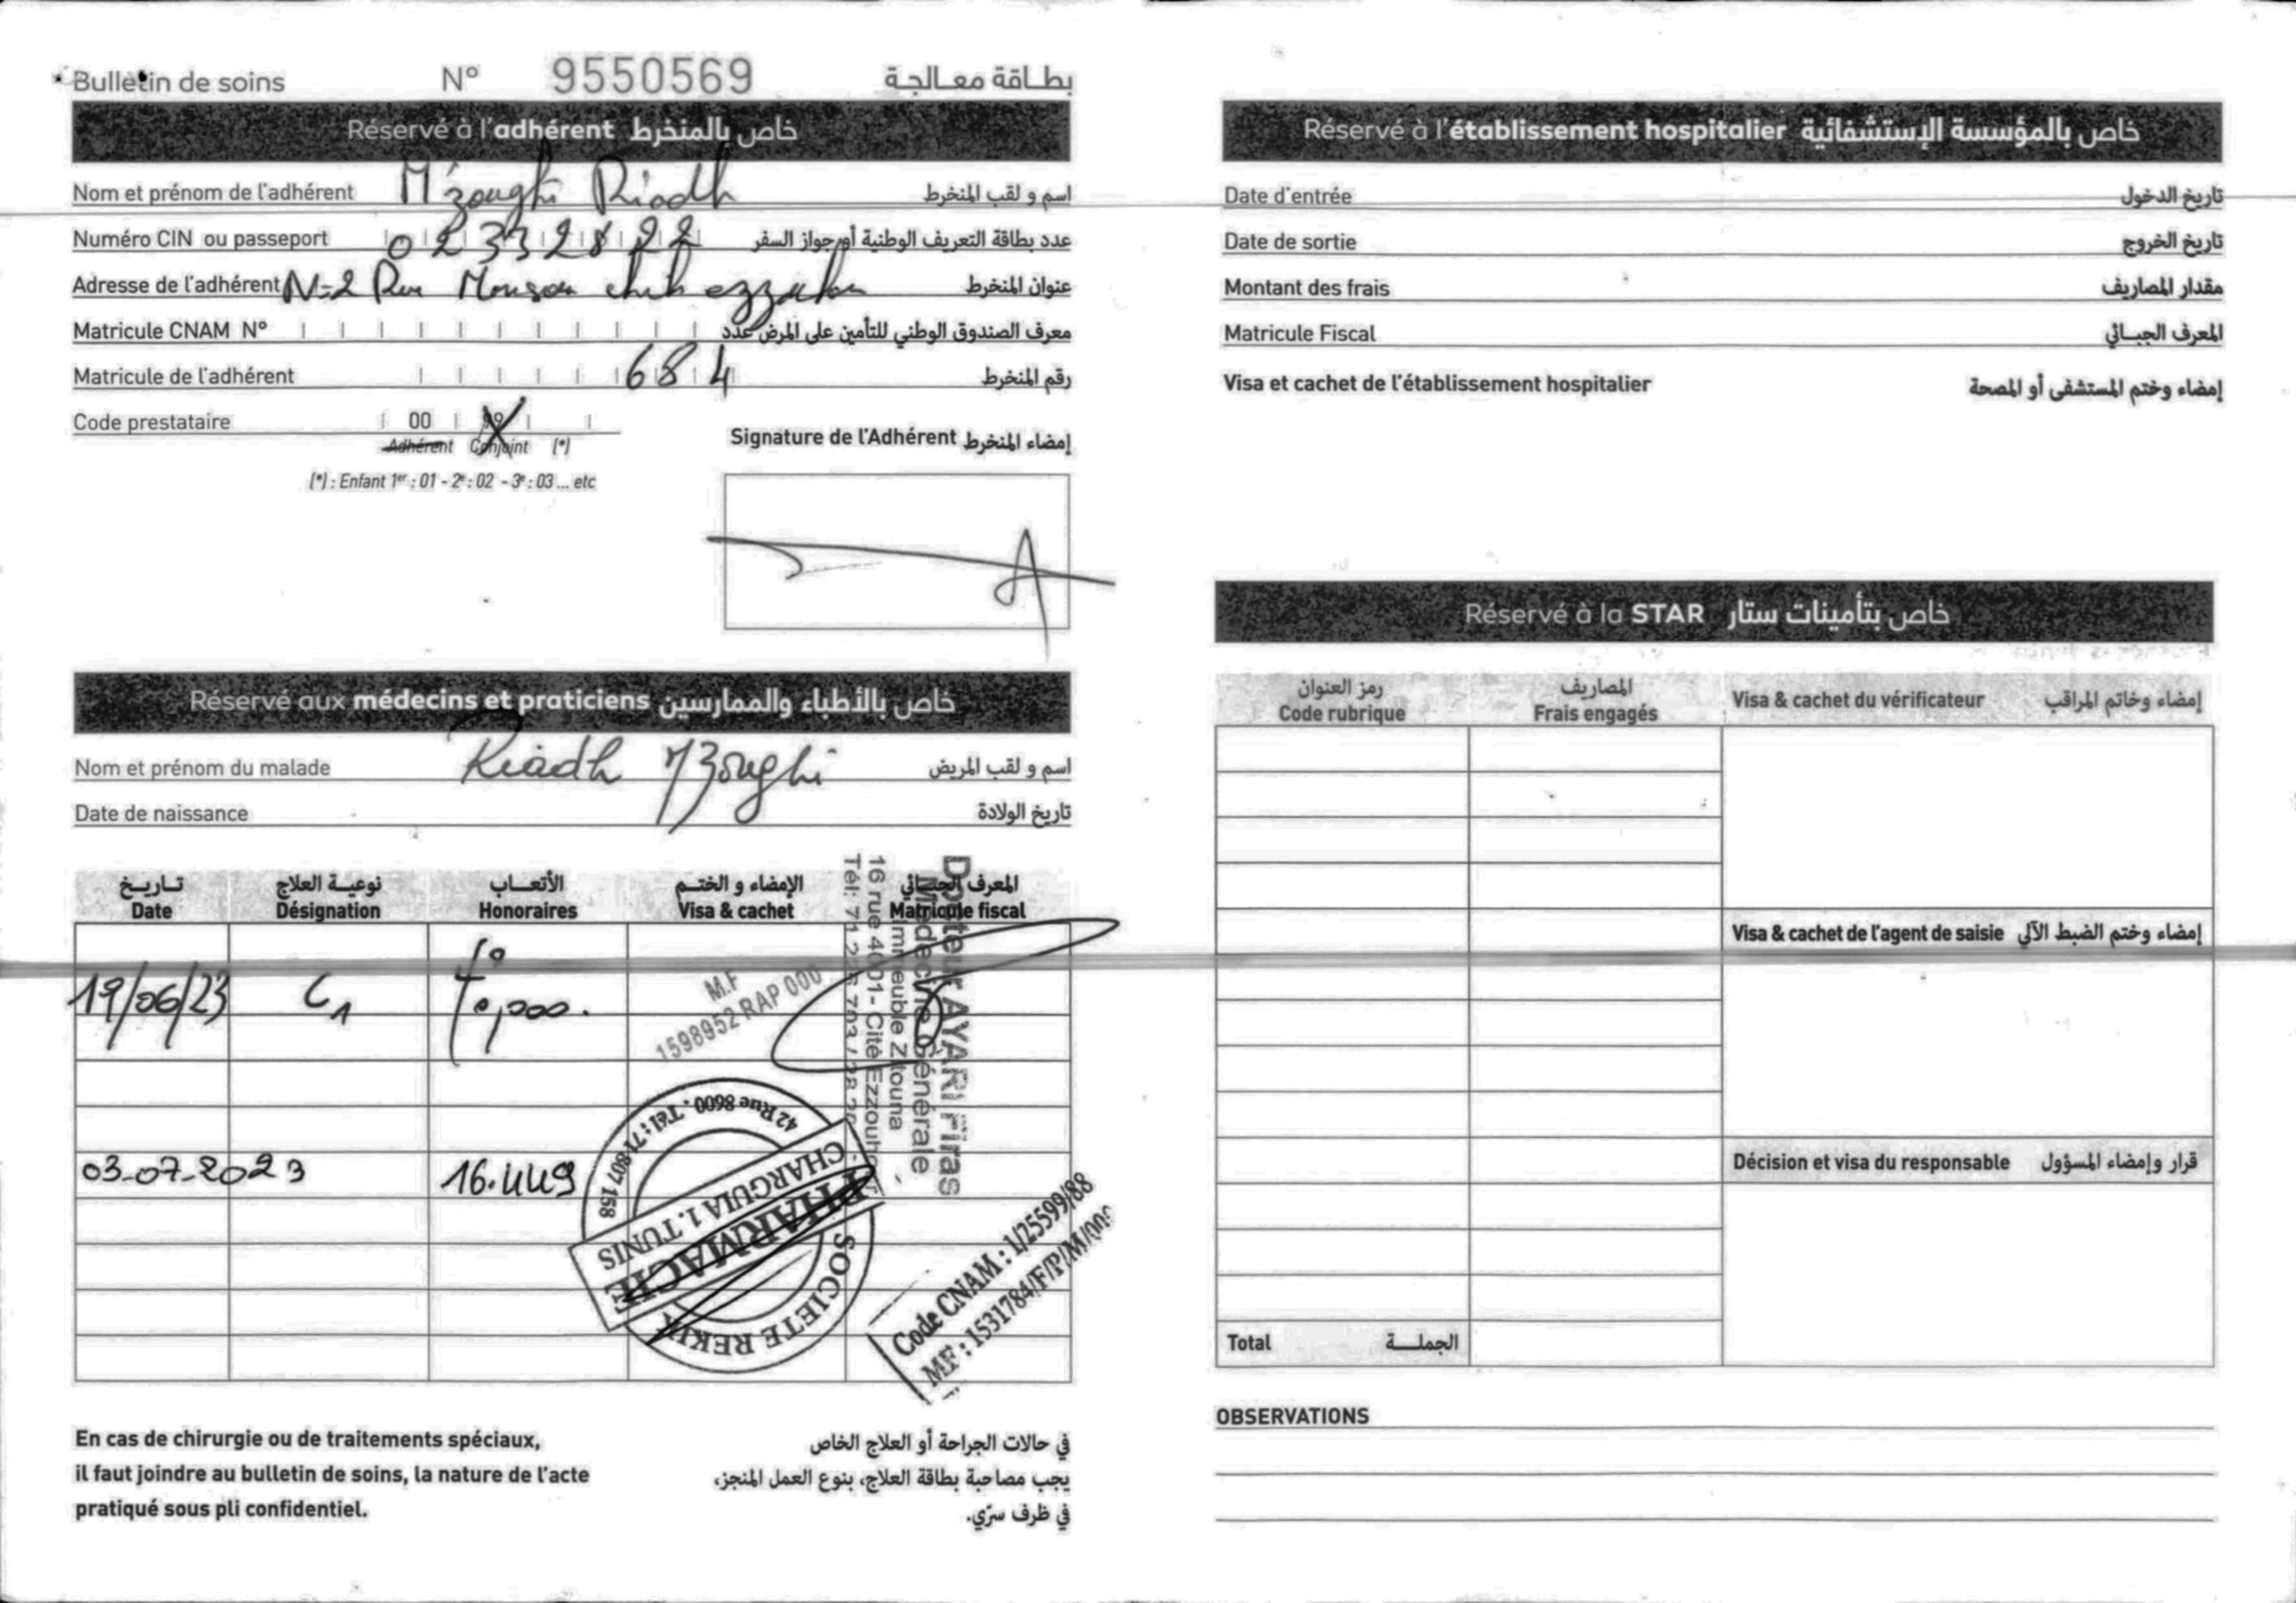 Bulletin de soins N° 9550569 بطاقة معالجة
Réservé à l'adhérent خاص بالمنخرط
Nom et prénom de l'adhérent M'zoughi Riadh اسم و لقب المنخرط
Numéro CIN ou passeport 02332822 عدد بطاقة التعريف الوطنية أو جواز السفر
Adresse de l'adhérent N=2 Rue عنوان المنخرط
Matricule CNAM N° معرف الصندوق الوطني للتأمين على المرض عدد
Matricule de l'adhérent 684 رقم المنخرط
Code prestataire 00 99
Adhérent Conjoint (*)
(*) : Enfant 1er : 01 - 2e : 02 - 3e : 03 ... etc
Signature de l'Adhérent إمضاء المنخرط
Réservé aux médecins et praticiens خاص بالأطباء والممارسين
Nom et prénom du malade Riadh Mzoughi اسم و لقب المريض
Date de naissance تاريخ الولادة
تاريخ نوعية العلاج الأتعاب الإمضاء و الختم المعرف الجبائي
Date Désignation Honoraires Visa & cachet Matricule fiscal
19/06/23 C1
M.F
1598952 RAP 000
Docteur AYARI Firas
Médecine Générale
Immeuble Zitouna
16 rue 4001- Cité Ezzouhour
03-07-2023 16.449
42 Rue 8600 . Tél : 71 807 158
CHARGUIA 1. TUNIS
PHARMACIE
SOCIETE REKIK
Code CNAM : 1/25599/88
MF : 1531784/F/P/M/000
En cas de chirurgie ou de traitements spéciaux,
il faut joindre au bulletin de soins, la nature de l'acte
pratiqué sous pli confidentiel.
في حالات الجراحة أو العلاج الخاص
يجب مصاحبة بطاقة العلاج، بنوع العمل المنجز،
في ظرف سرّي.
Réservé à l'établissement hospitalier خاص بالمؤسسة الإستشفائية
Date d'entrée تاريخ الدخول
Date de sortie تاريخ الخروج
Montant des frais مقدار المصاريف
Matricule Fiscal المعرف الجبائي
Visa et cachet de l'établissement hospitalier إمضاء وختم المستشفى أو المصحة
Réservé à la STAR خاص بتأمينات ستار
رمز العنوان المصاريف
Code rubrique Frais engagés Visa & cachet du vérificateur إمضاء وخاتم المراقب
Visa & cachet de l'agent de saisie إمضاء وختم الضبط الآلي
Décision et visa du responsable قرار وإمضاء المسؤول
Total الجملة
OBSERVATIONS